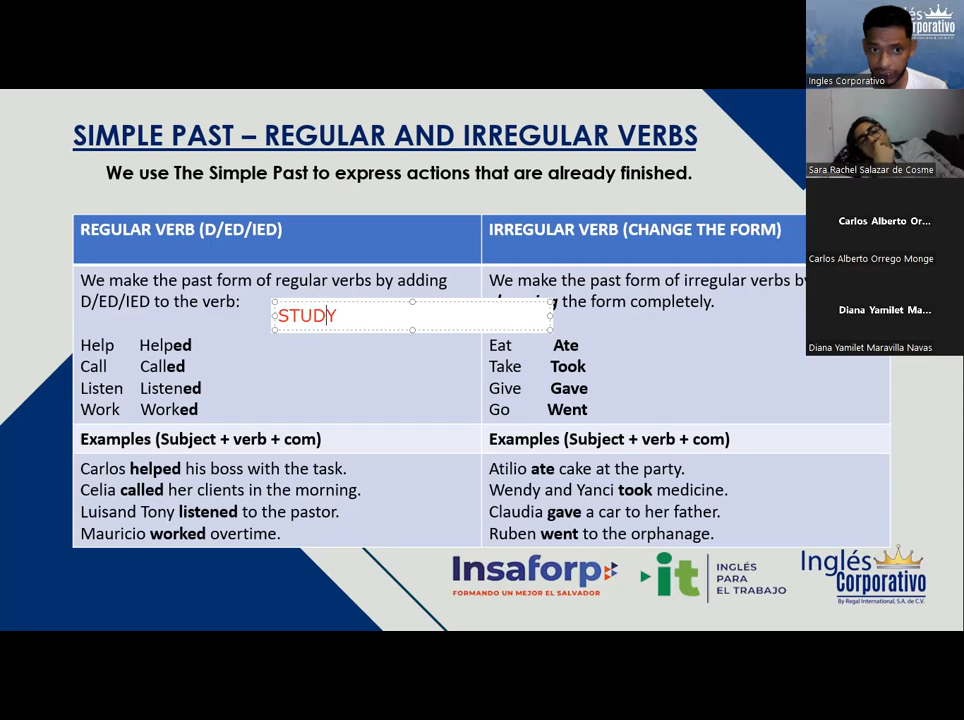 SIMPLE PAST – REGULAR AND IRREGULAR VERBS
We use The Simple Past to express actions that are already finished.
REGULAR VERB (D/ED/IED)
We make the past form of regular verbs by adding
D/ED/IED to the verb:
STUDY
Help Helped
Call Called
Listen Listened
Work Worked
Examples (Subject + verb + com)
Carlos helped his boss with the task.
Celia called her clients in the morning.
Luisand Tony listened to the pastor.
Mauricio worked overtime.
IRREGULAR VERB (CHANGE THE FORM)
We make the past form of irregular verbs
the form completely.
Eat Ate
Take Took
Give Gave
Go Went
Examples (Subject + verb + com)
Atilio ate cake at the party.
Wendy and Yanci took medicine.
Claudia gave a car to her father.
Ruben went to the orphanage.
Insaforp
FORMANDO UN MEJOR EL SALVADOR
it
INGLÉS
PARA
EL TRABAJO
Inglés
Corporativo
By Regal International, S.A. de C.V.
Ingles Corporativo
Sara Rachel Salazar de Cosme
Carlos Alberto Or...
Carlos Alberto Orrego Monge
Diana Yamilet Ma...
Diana Yamilet Maravilla Navas